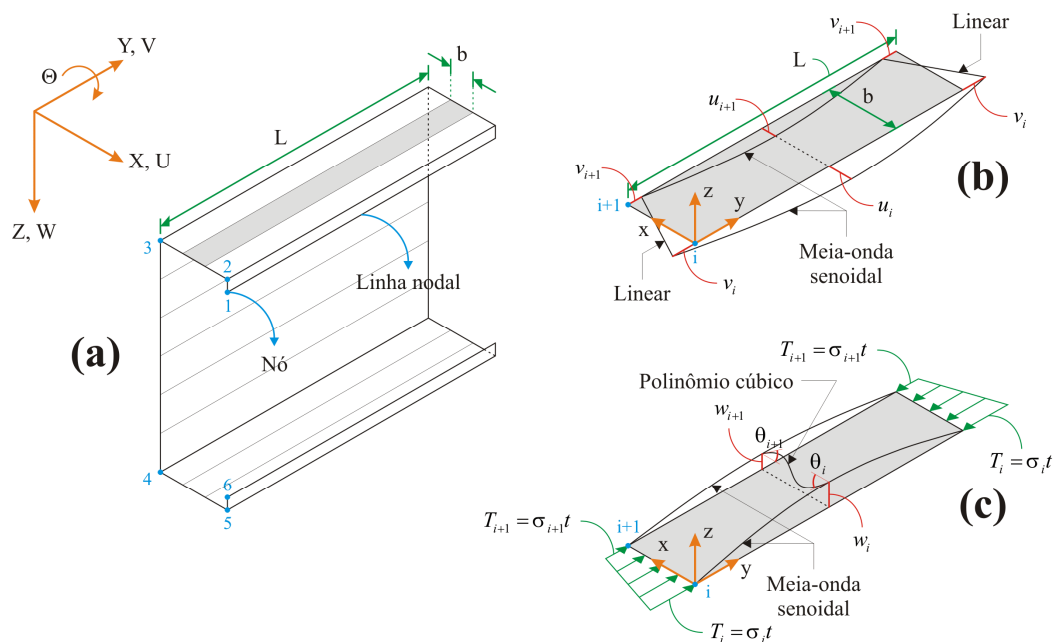 Y, V
Θ
X, U
Z, W
b
L
3
2
1
Linha nodal
Nó
(a)
4
6
5
v_{i+1}
Linear
L
u_{i+1}
b
v_i
v_{i+1}
(b)
i+1
z
y
x
u_i
i
Meia-onda
senoidal
Linear
v_i
T_{i+1} = σ_{i+1}t
Polinômio cúbico
w_{i+1}
θ_{i+1}
θ_i
T_i = σ_i t
(c)
T_{i+1} = σ_{i+1}t
i+1
z
x
w_i
y
i
Meia-onda
senoidal
T_i = σ_i t